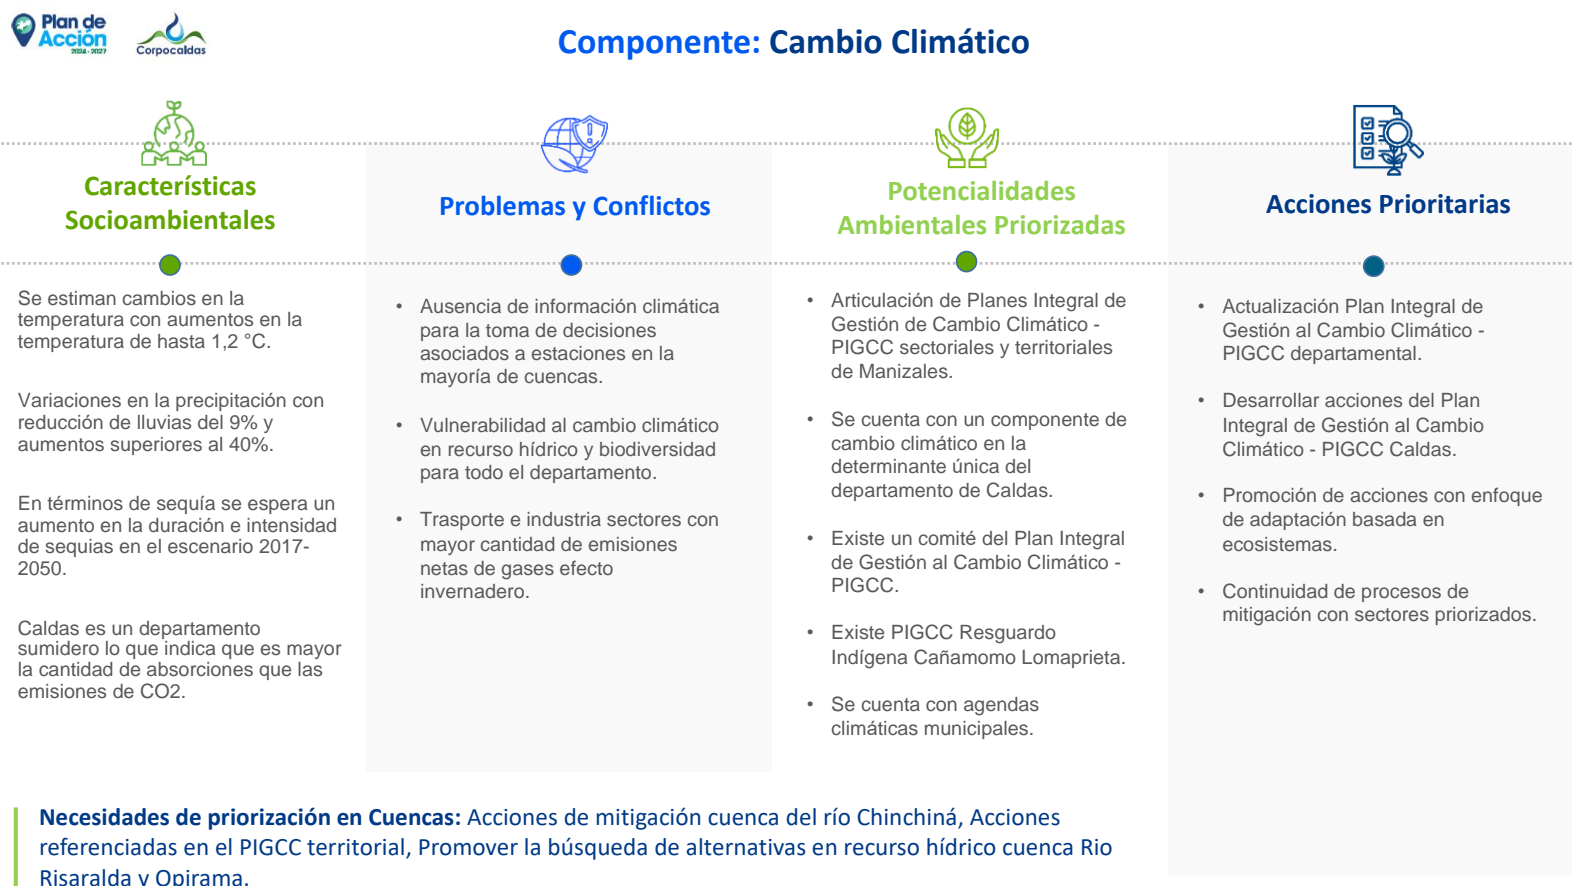 Plan de
Acción
2024 - 2027
Corpocaldas
Componente: Cambio Climático
Características
Socioambientales
Se estiman cambios en la
temperatura con aumentos en la
temperatura de hasta 1,2 °C.
Variaciones en la precipitación con
reducción de lluvias del 9% y
aumentos superiores al 40%.
En términos de sequía se espera un
aumento en la duración e intensidad
de sequias en el escenario 2017-
2050.
Caldas es un departamento
sumidero lo que indica que es mayor
la cantidad de absorciones que las
emisiones de CO2.
Problemas y Conflictos
• Ausencia de información climática
para la toma de decisiones
asociados a estaciones en la
mayoría de cuencas.
• Vulnerabilidad al cambio climático
en recurso hídrico y biodiversidad
para todo el departamento.
• Trasporte e industria sectores con
mayor cantidad de emisiones
netas de gases efecto
invernadero.
Potencialidades
Ambientales Priorizadas
• Articulación de Planes Integral de
Gestión de Cambio Climático -
PIGCC sectoriales y territoriales
de Manizales.
• Se cuenta con un componente de
cambio climático en la
determinante única del
departamento de Caldas.
• Existe un comité del Plan Integral
de Gestión al Cambio Climático -
PIGCC.
• Existe PIGCC Resguardo
Indígena Cañamomo Lomaprieta.
• Se cuenta con agendas
climáticas municipales.
Acciones Prioritarias
• Actualización Plan Integral de
Gestión al Cambio Climático -
PIGCC departamental.
• Desarrollar acciones del Plan
Integral de Gestión al Cambio
Climático - PIGCC Caldas.
• Promoción de acciones con enfoque
de adaptación basada en
ecosistemas.
• Continuidad de procesos de
mitigación con sectores priorizados.
Necesidades de priorización en Cuencas: Acciones de mitigación cuenca del río Chinchiná, Acciones
referenciadas en el PIGCC territorial, Promover la búsqueda de alternativas en recurso hídrico cuenca Rio
Risaralda y Opirama.